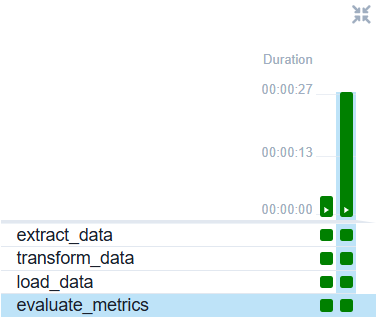 Duration
00:00:27
00:00:13
00:00:00
extract_data
transform_data
load_data
evaluate_metrics